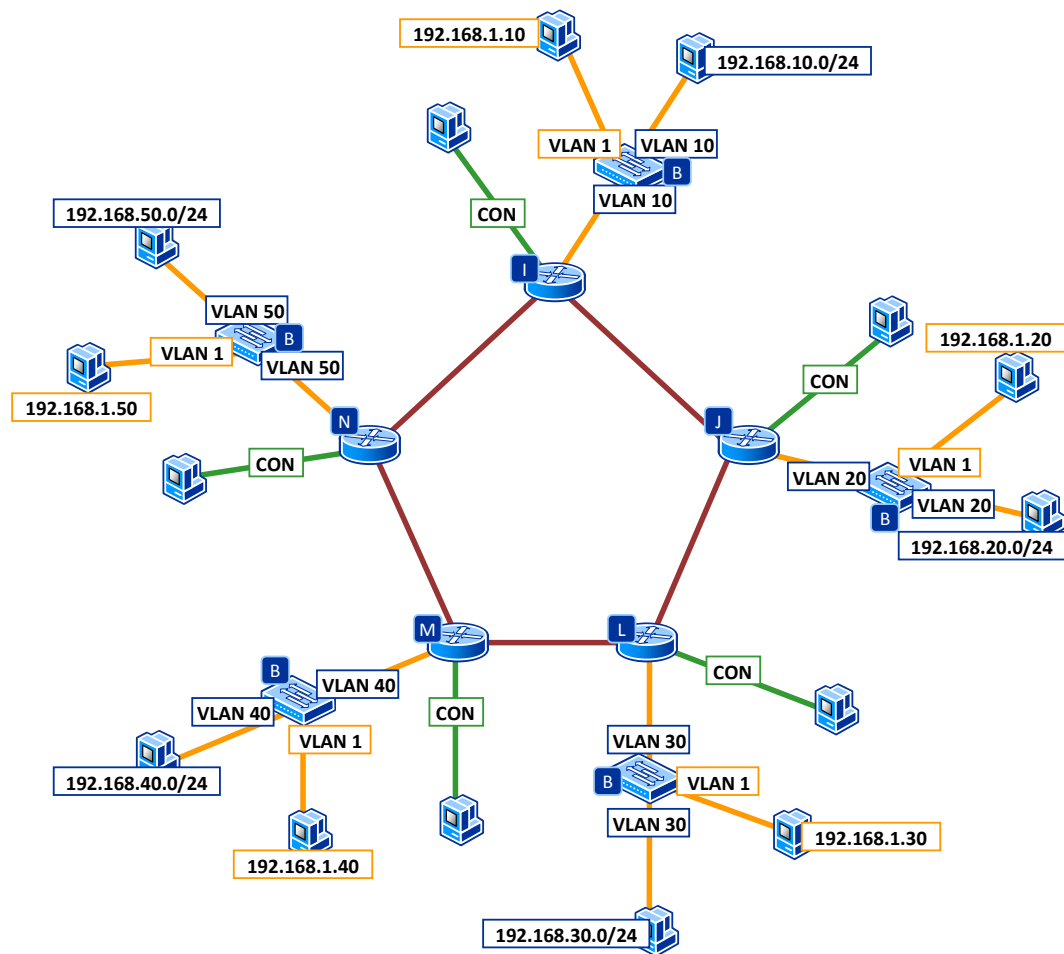 192.168.1.10
192.168.10.0/24
VLAN 1
VLAN 10
B
VLAN 10
CON
I
192.168.50.0/24
VLAN 50
B
VLAN 1
VLAN 50
192.168.1.50
N
CON
192.168.1.20
CON
J
VLAN 1
VLAN 20
VLAN 20
B
192.168.20.0/24
M
L
B
VLAN 40
VLAN 40
CON
CON
VLAN 1
192.168.40.0/24
192.168.1.40
VLAN 30
B
VLAN 1
VLAN 30
192.168.1.30
192.168.30.0/24